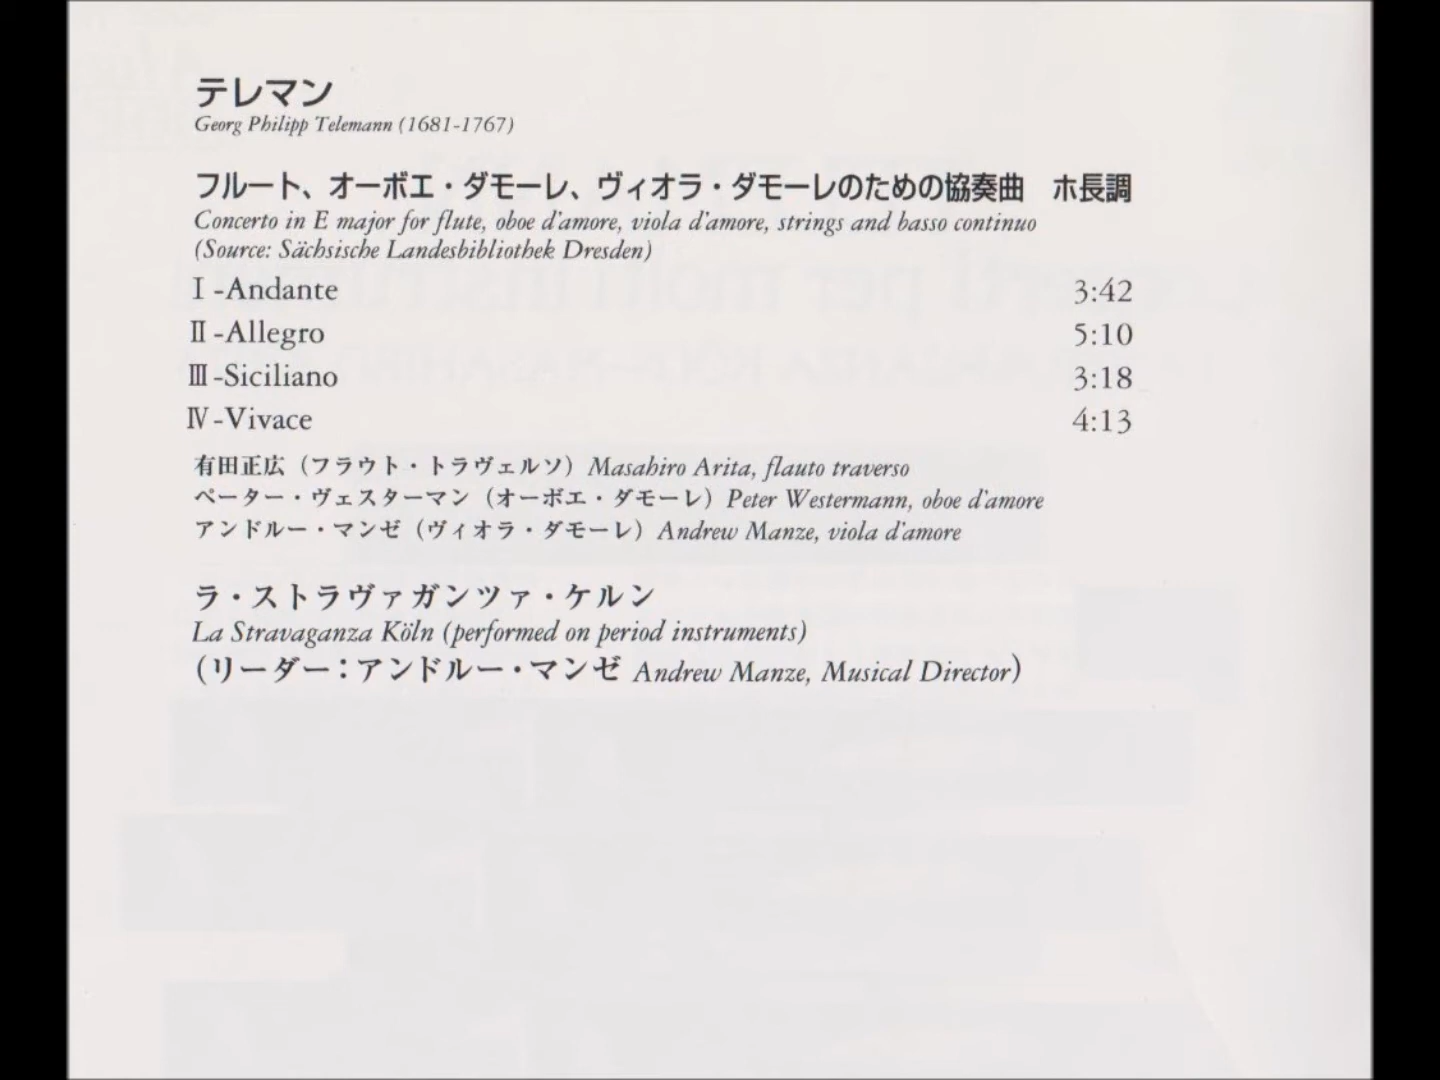 テレマン
Georg Philipp Telemann (1681-1767)
フルート、オーボエ・ダモーレ、ヴィオラ・ダモーレのための協奏曲　ホ長調
Concerto in E major for flute, oboe d'amore, viola d'amore, strings and basso continuo
(Source: Sächsische Landesbibliothek Dresden)
Ⅰ-Andante 3:42
Ⅱ-Allegro 5:10
Ⅲ-Siciliano 3:18
Ⅳ-Vivace 4:13
有田正広（フラウト・トラヴェルソ）Masahiro Arita, flauto traverso
ペーター・ヴェスターマン（オーボエ・ダモーレ）Peter Westermann, oboe d'amore
アンドルー・マンゼ（ヴィオラ・ダモーレ）Andrew Manze, viola d'amore
ラ・ストラヴァガンツァ・ケルン
La Stravaganza Köln (performed on period instruments)
(リーダー：アンドルー・マンゼ Andrew Manze, Musical Director)